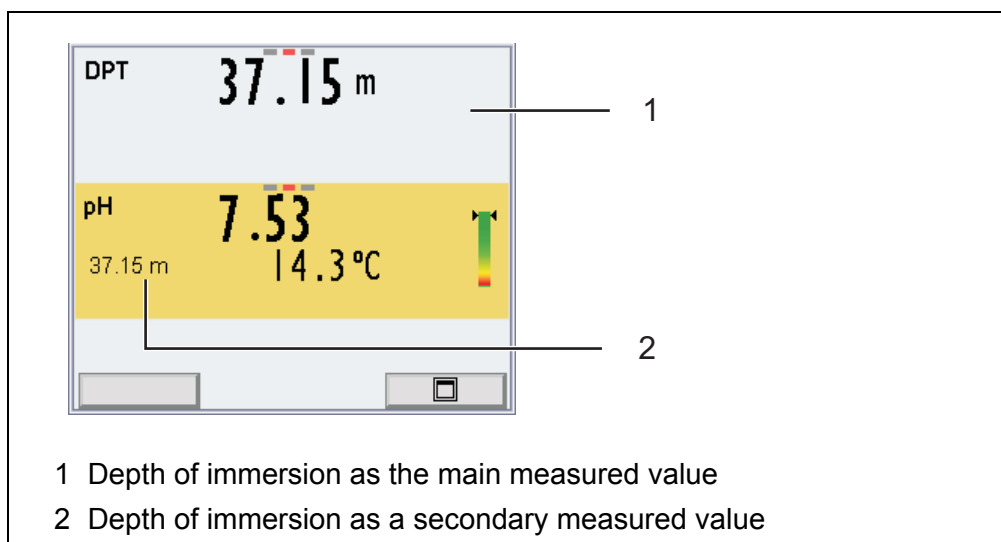 DPT 37.15 m
1
pH 7.53
37.15 m 14.3 °C
2
1 Depth of immersion as the main measured value
2 Depth of immersion as a secondary measured value